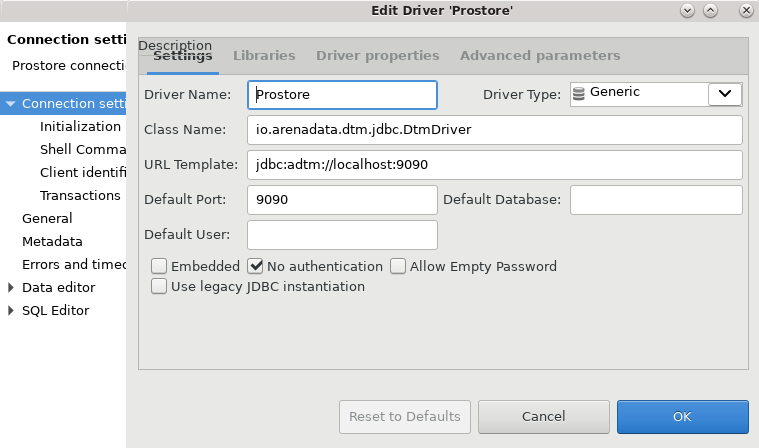 Edit Driver 'Prostore'
Connection setti
Prostore connectio
Connection setti
Initialization
Shell Comma
Client identifi
Transactions
General
Metadata
Errors and timeo
Data editor
SQL Editor
Description
Settings Libraries Driver properties Advanced parameters
Driver Name: Prostore Driver Type: Generic
Class Name: io.arenadata.dtm.jdbc.DtmDriver
URL Template: jdbc:adtm://localhost:9090
Default Port: 9090 Default Database:
Default User:
Embedded No authentication Allow Empty Password
Use legacy JDBC instantiation
Reset to Defaults Cancel OK